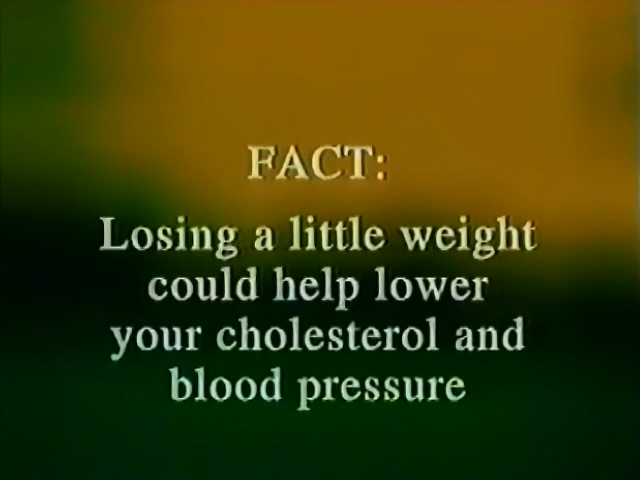 FACT:
Losing a little weight
could help lower
your cholesterol and
blood pressure